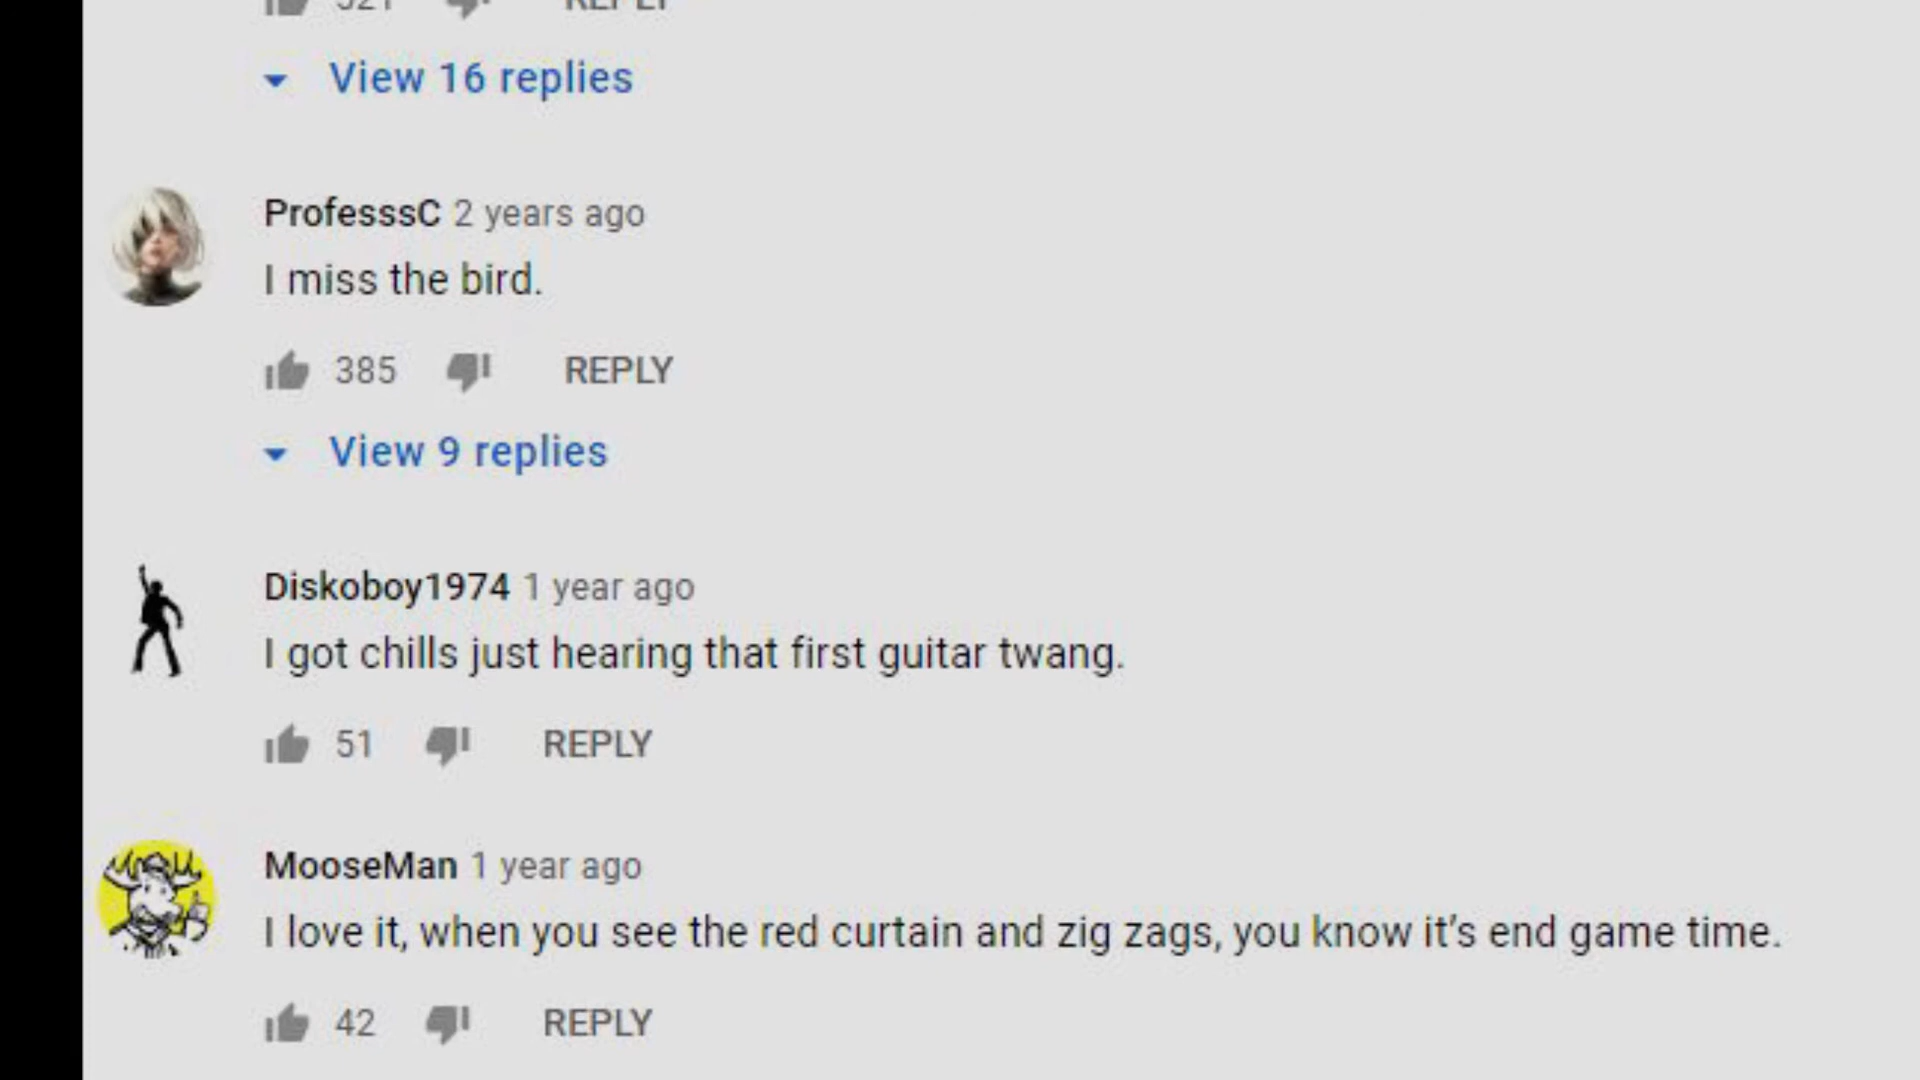 521 REPLY
View 16 replies
ProfesssC 2 years ago
I miss the bird.
385 REPLY
View 9 replies
Diskoboy1974 1 year ago
I got chills just hearing that first guitar twang.
51 REPLY
MooseMan 1 year ago
I love it, when you see the red curtain and zig zags, you know it's end game time.
42 REPLY